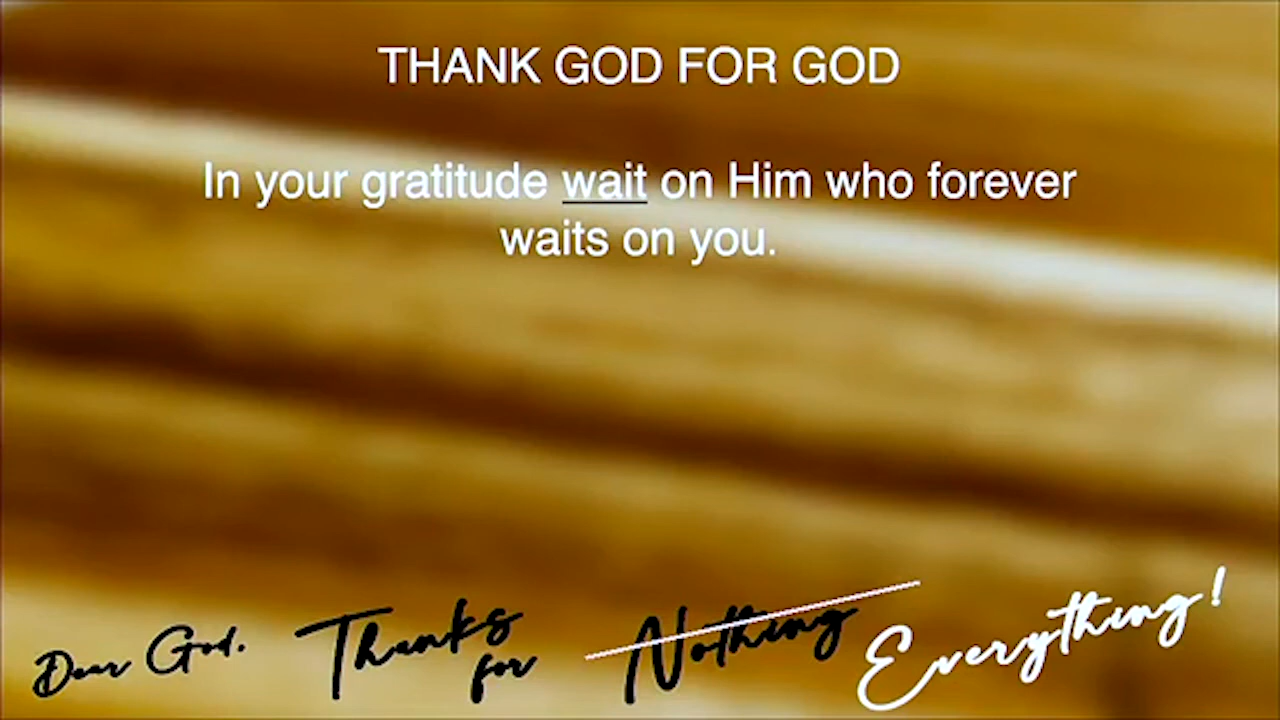 THANK GOD FOR GOD
In your gratitude wait on Him who forever
waits on you.
Dear God. Thanks for Nothing Everything!